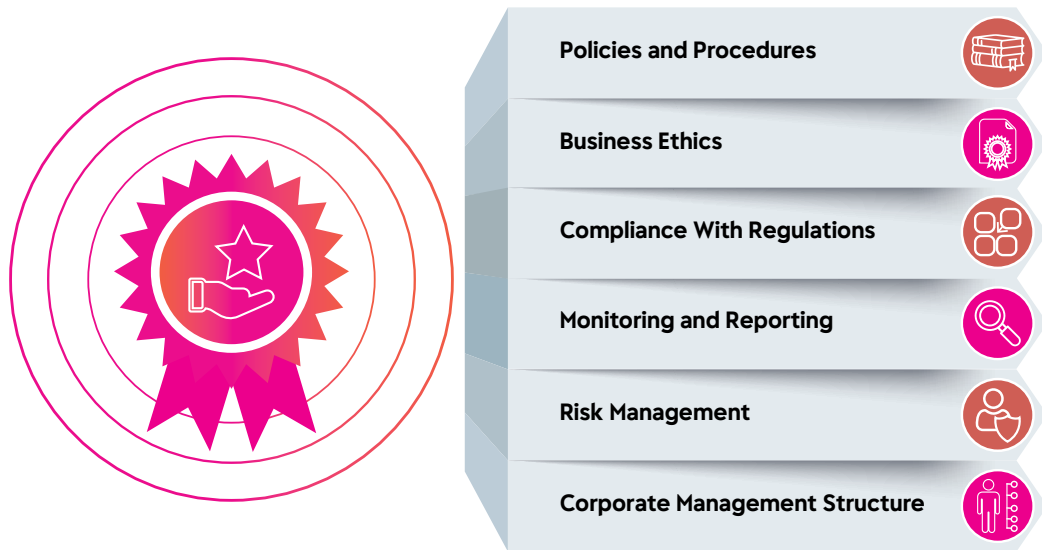 Policies and Procedures
Business Ethics
Compliance With Regulations
Monitoring and Reporting
Risk Management
Corporate Management Structure